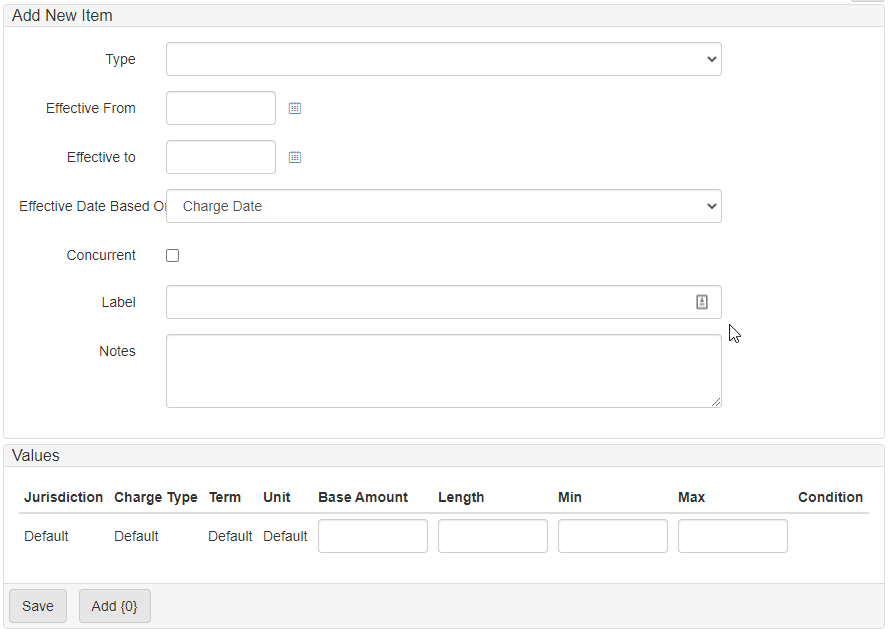 Add New Item
Type
Effective From
Effective to
Effective Date Based O
Charge Date
Concurrent
Label
Notes
Values
Jurisdiction Charge Type Term Unit Base Amount Length Min Max Condition
Default Default Default Default
Save Add {0}